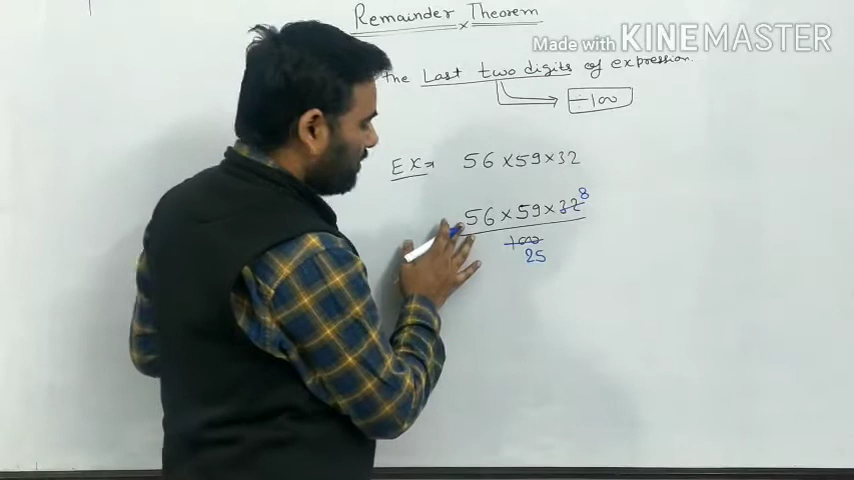 Remainder Theorem
×
Made with KINEMASTER
the Last two digits of expression.
÷100
EX⇒ 56×59×32
56×59×32 8
100
25